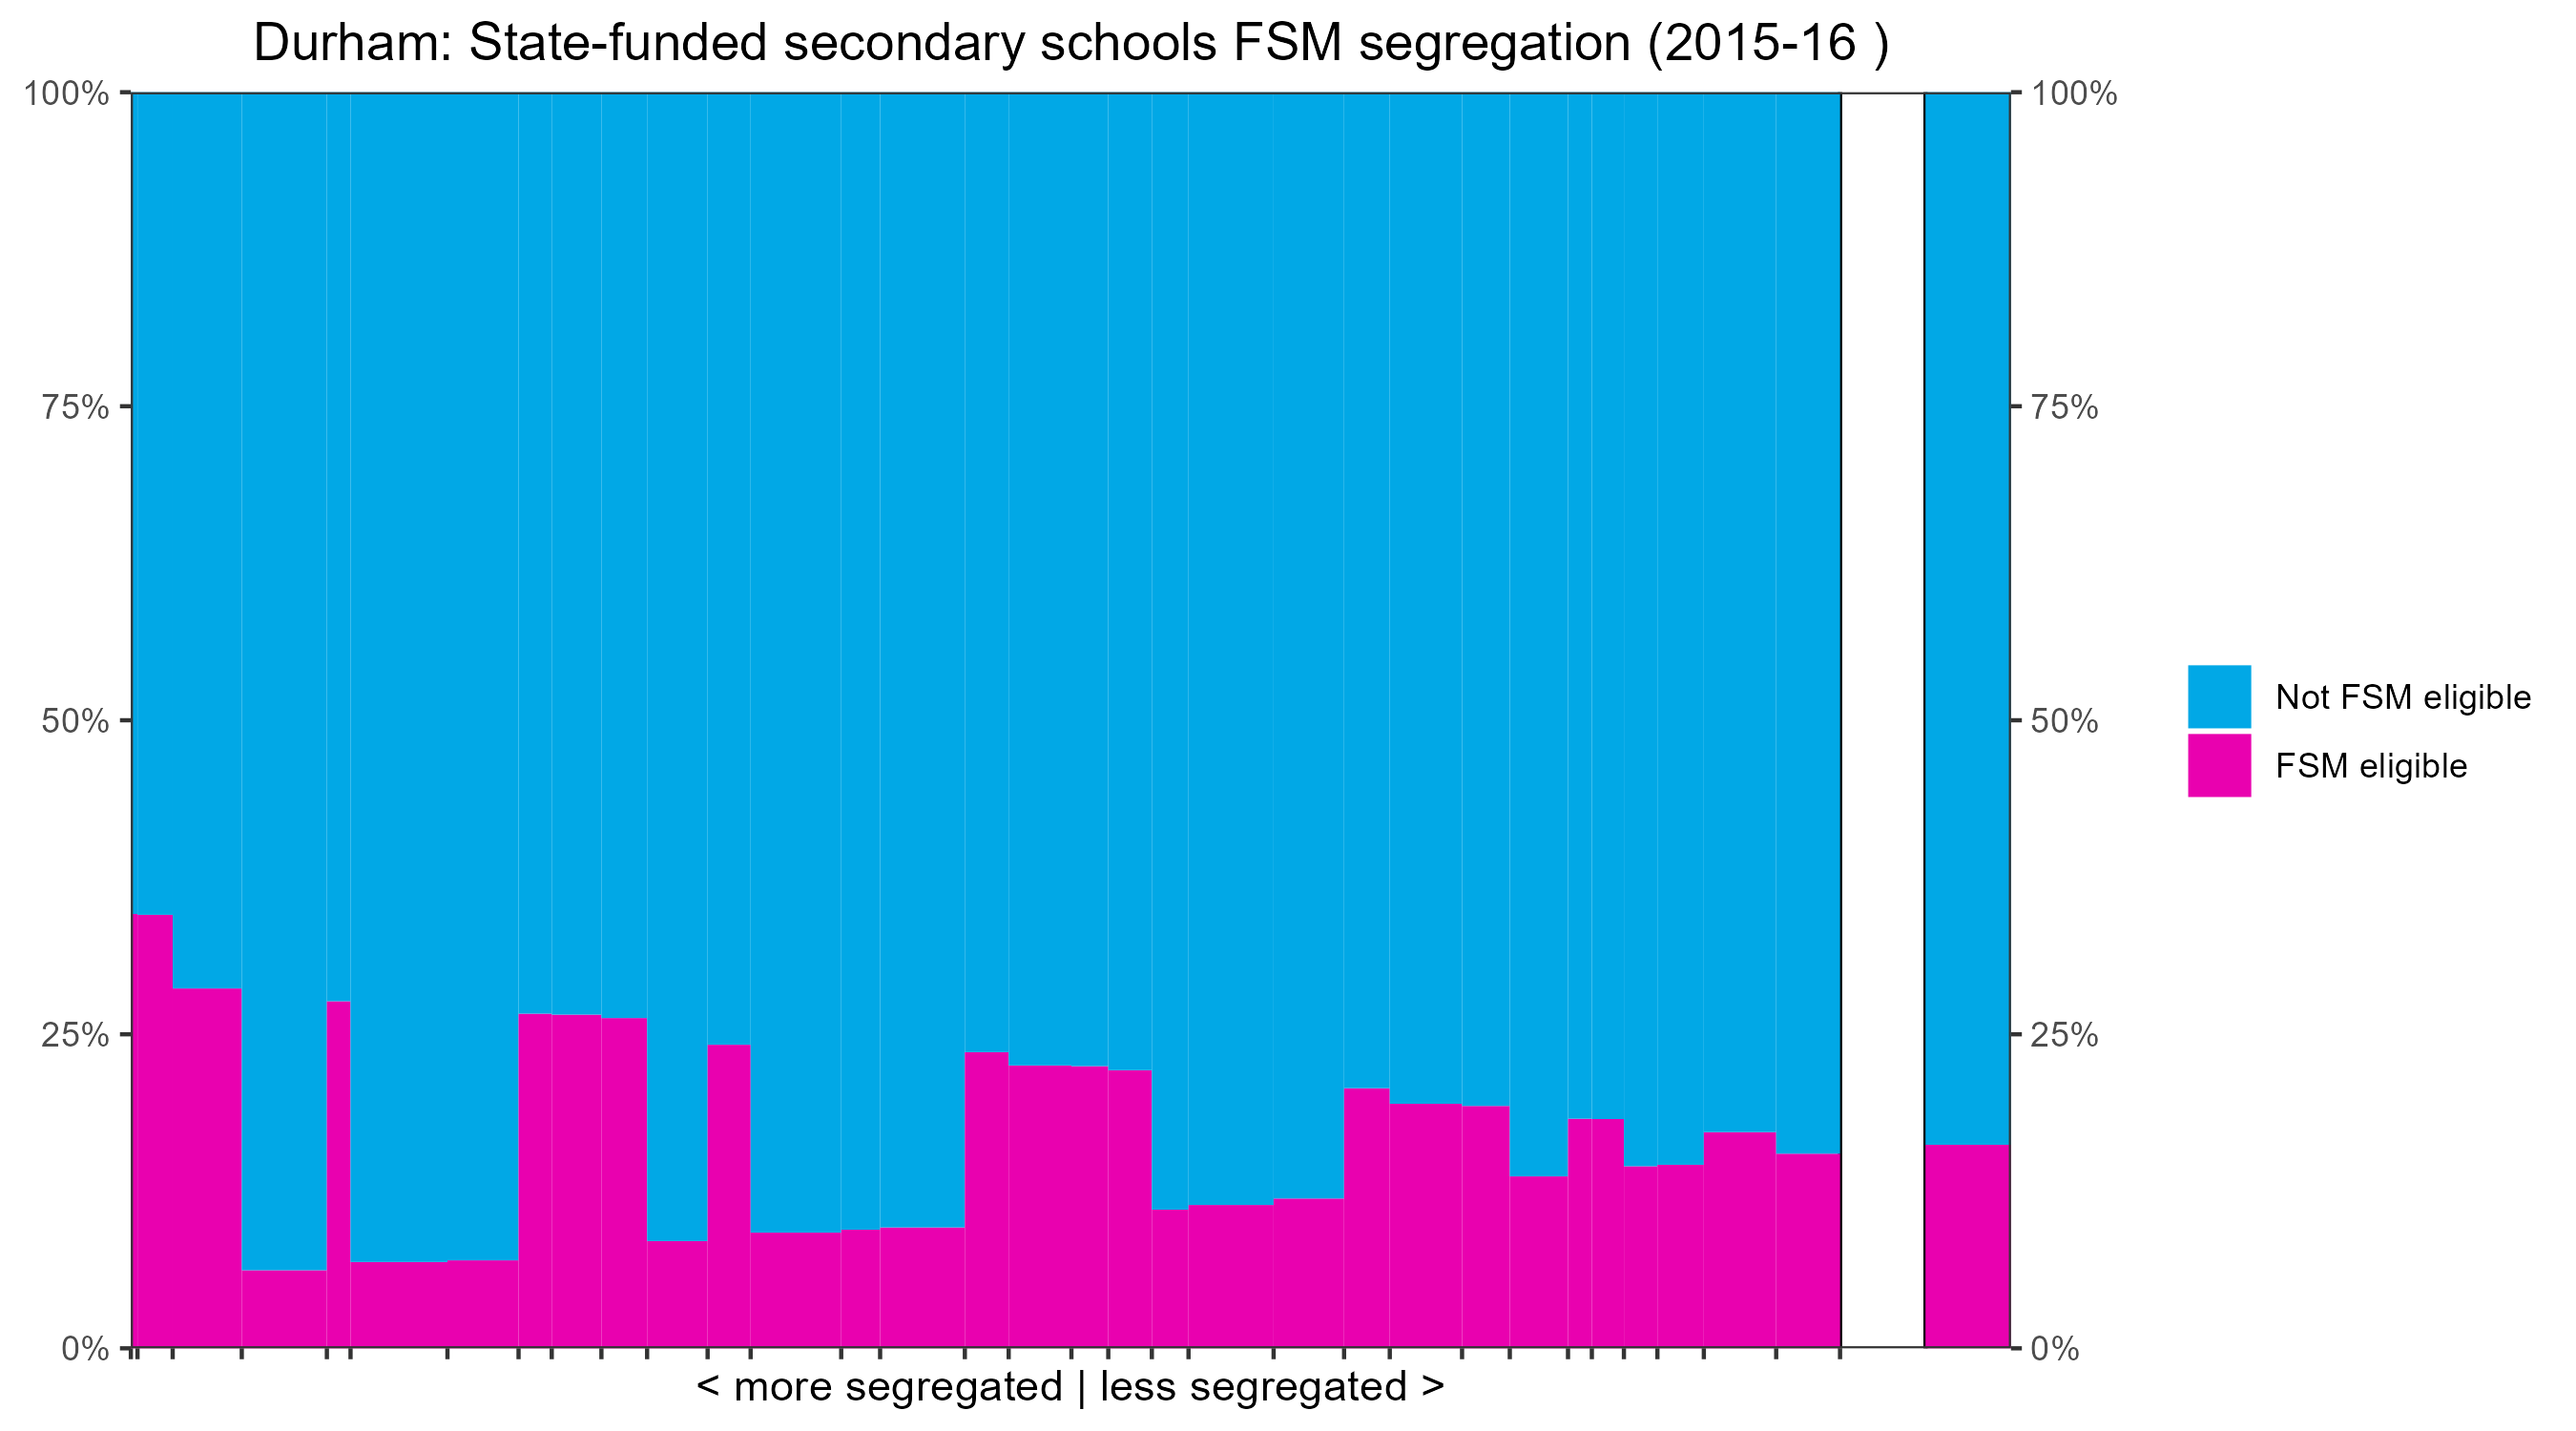 Durham: State-funded secondary schools FSM segregation (2015-16 )
100%
75%
50%
25%
0%
100%
75%
50%
25%
0%
Not FSM eligible
FSM eligible
< more segregated | less segregated >